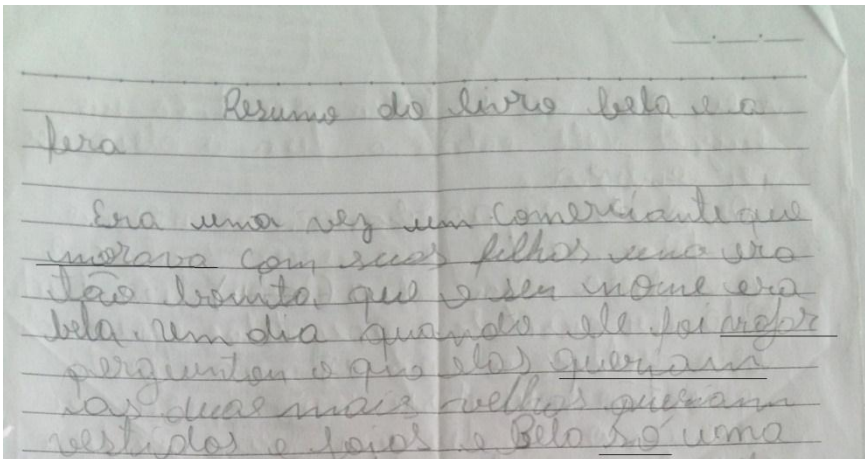 Resumo do livro bela e a
fera
Era uma vez um comerciante que
morava com suas filhas uma era
tão bonita, que o seu nome era
bela. um dia quando ele foi
perguntou o que elas queriam
as duas mais velhas queriam
vestidos e joias e Bela só uma